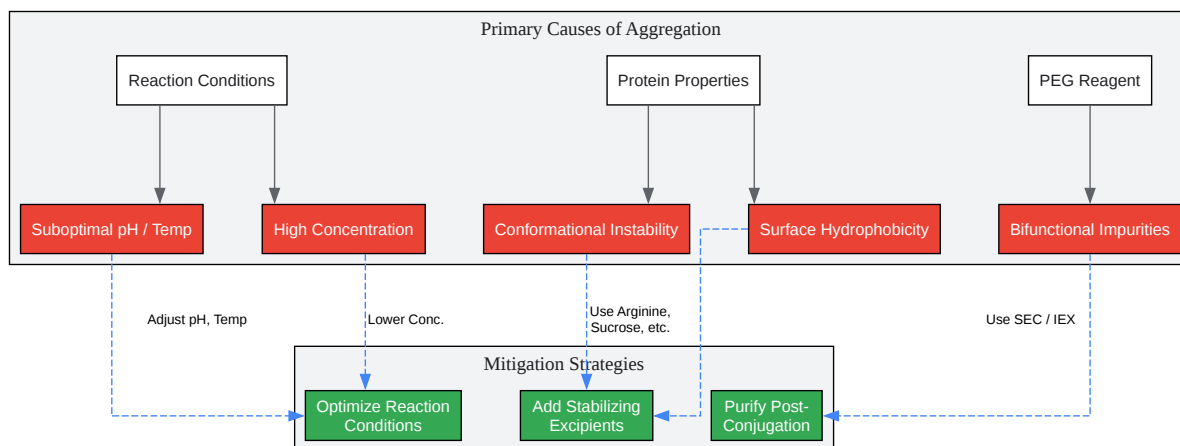 Primary Causes of Aggregation
Reaction Conditions
Protein Properties
PEG Reagent
Suboptimal pH / Temp
High Concentration
Conformational Instability
Surface Hydrophobicity
Bifunctional Impurities
Adjust pH, Temp
Lower Conc.
Use Arginine,
Sucrose, etc.
Use SEC / IEX
Mitigation Strategies
Optimize Reaction
Conditions
Add Stabilizing
Excipients
Purify Post-
Conjugation